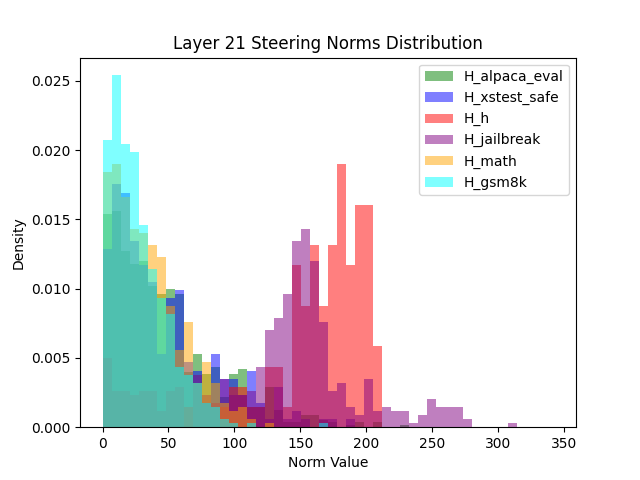 Layer 21 Steering Norms Distribution
H_alpaca_eval
H_xstest_safe
H_h
H_jailbreak
H_math
H_gsm8k
Density
0.025
0.020
0.015
0.010
0.005
0.000
0 50 100 150 200 250 300 350
Norm Value